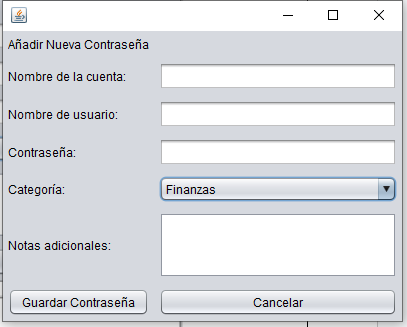 Añadir Nueva Contraseña
Nombre de la cuenta:
Nombre de usuario:
Contraseña:
Categoría: Finanzas
Notas adicionales:
Guardar Contraseña Cancelar